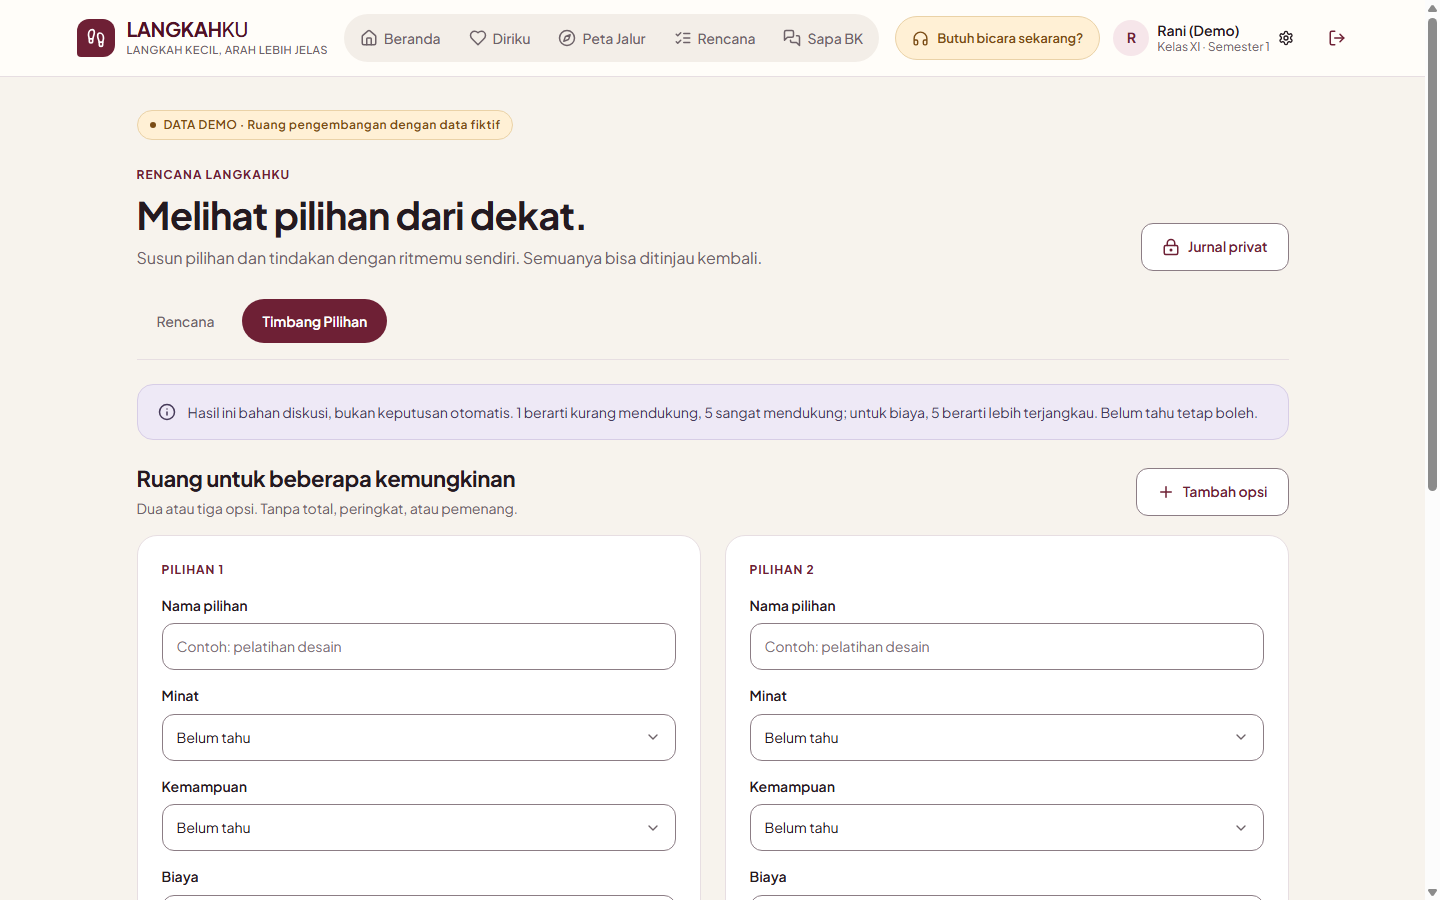 LANGKAHKU
LANGKAH KECIL, ARAH LEBIH JELAS
Beranda
Diriku
Peta Jalur
Rencana
Sapa BK
Butuh bicara sekarang?
R
Rani (Demo)
Kelas XI · Semester 1
DATA DEMO · Ruang pengembangan dengan data fiktif
RENCANA LANGKAHKU
Melihat pilihan dari dekat.
Susun pilihan dan tindakan dengan ritmemu sendiri. Semuanya bisa ditinjau kembali.
Jurnal privat
Rencana
Timbang Pilihan
Hasil ini bahan diskusi, bukan keputusan otomatis. 1 berarti kurang mendukung, 5 sangat mendukung; untuk biaya, 5 berarti lebih terjangkau. Belum tahu tetap boleh.
Ruang untuk beberapa kemungkinan
Dua atau tiga opsi. Tanpa total, peringkat, atau pemenang.
Tambah opsi
PILIHAN 1
Nama pilihan
Contoh: pelatihan desain
Minat
Belum tahu
Kemampuan
Belum tahu
Biaya
PILIHAN 2
Nama pilihan
Contoh: pelatihan desain
Minat
Belum tahu
Kemampuan
Belum tahu
Biaya